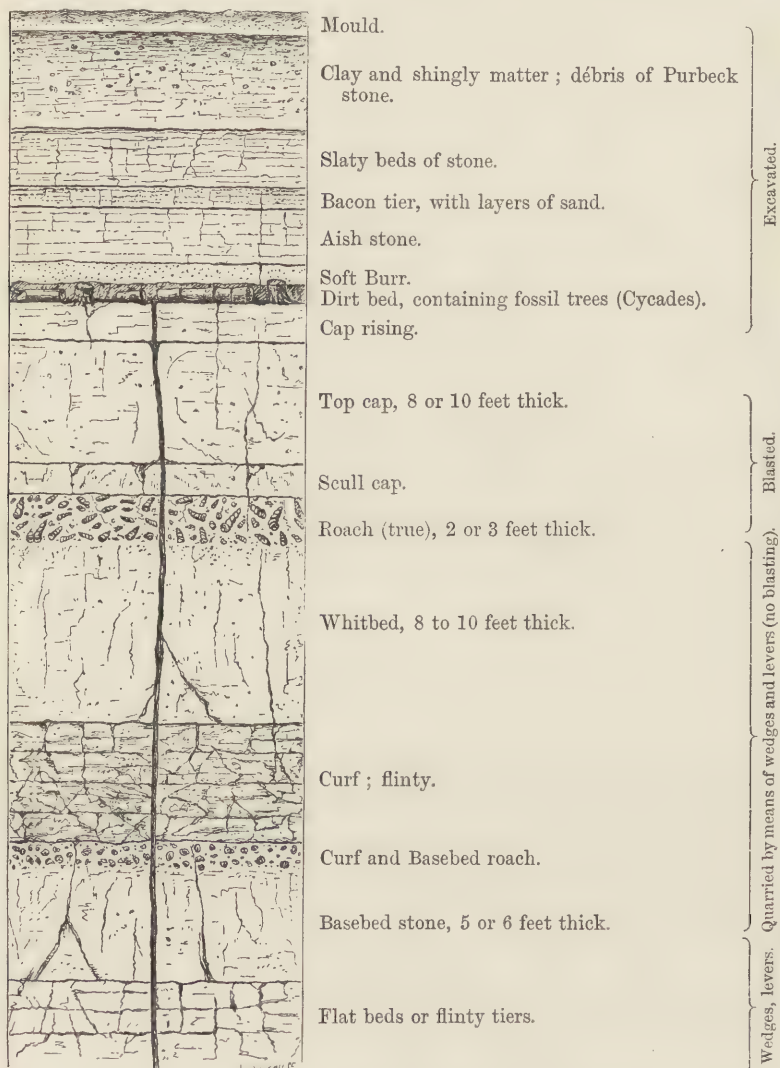 Mould.
Clay and shingly matter ; débris of Purbeck
stone.
Slaty beds of stone.
Bacon tier, with layers of sand.
Aish stone.
Soft Burr.
Dirt bed, containing fossil trees (Cycades).
Cap rising.
Excavated.
Top cap, 8 or 10 feet thick.
Scull cap.
Roach (true), 2 or 3 feet thick.
Blasted.
Whitbed, 8 to 10 feet thick.
Curf ; flinty.
Curf and Basebed roach.
Basebed stone, 5 or 6 feet thick.
Quarried by means of wedges and levers (no blasting).
Flat beds or flinty tiers.
Wedges, levers.